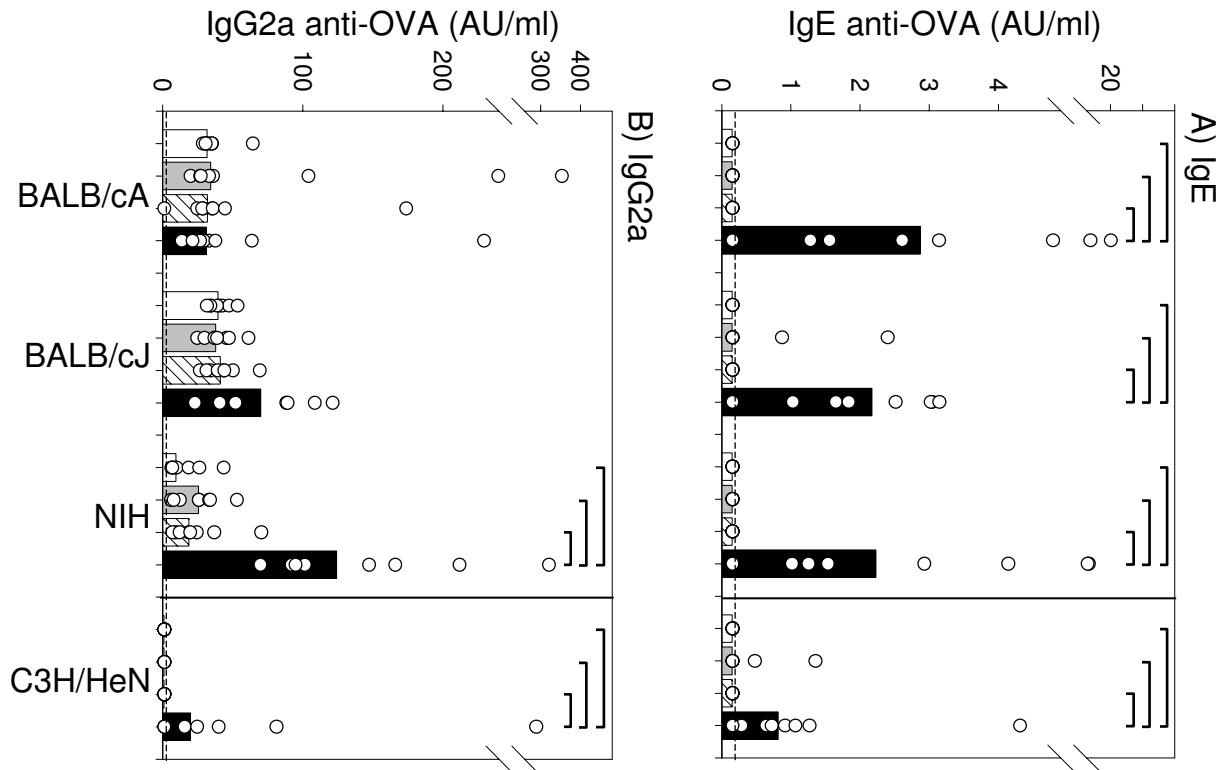 IgG2a anti-OVA (AU/ml)
0 100 200 300 400
B) IgG2a
IgE anti-OVA (AU/ml)
0 1 2 3 4 20
A) IgE
BALB/cA
BALB/cJ
NIH
C3H/HeN